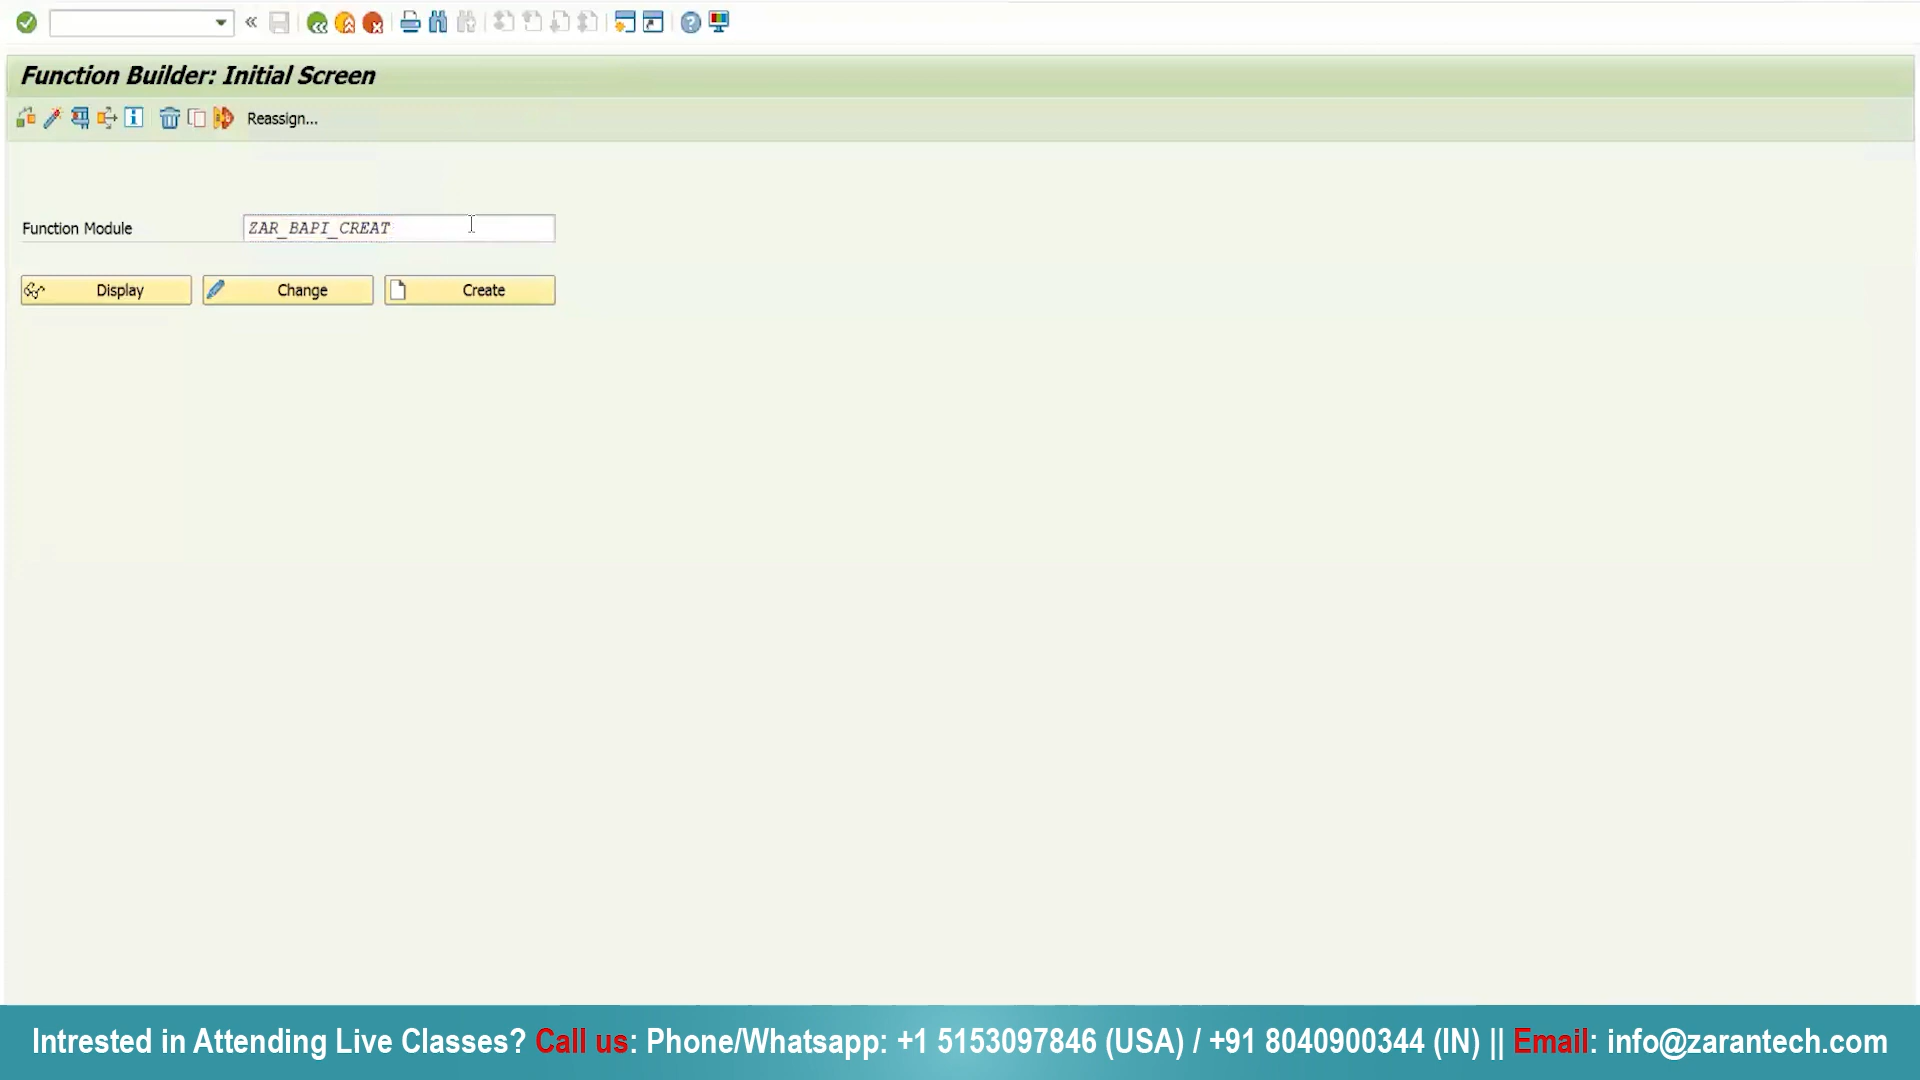 Function Builder: Initial Screen
Reassign...
Function Module ZAR_BAPI_CREAT
Display Change Create
Intrested in Attending Live Classes? Call us: Phone/Whatsapp: +1 5153097846 (USA) / +91 8040900344 (IN) || Email: info@zarantech.com